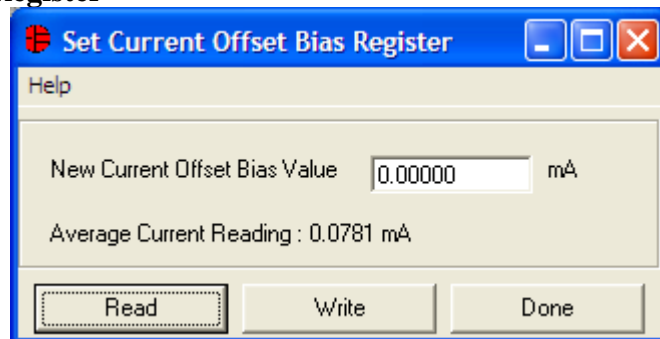 Set Current Offset Bias Register
Help
New Current Offset Bias Value 0.00000 mA
Average Current Reading : 0.0781 mA
Read Write Done